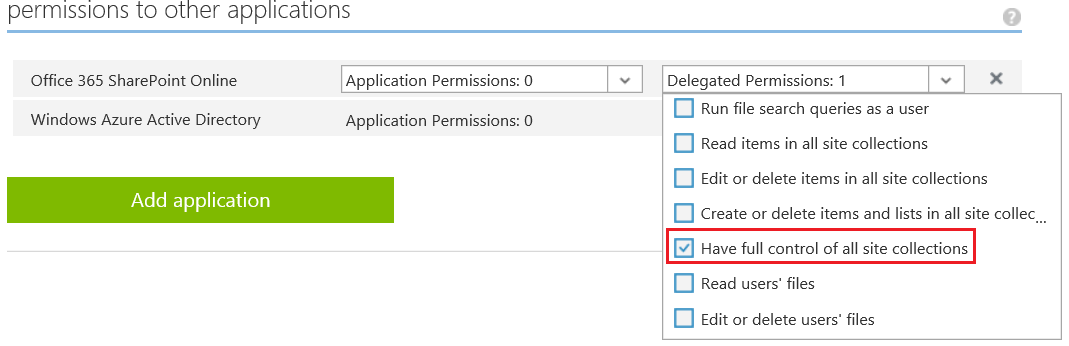 permissions to other applications
?
Office 365 SharePoint Online Application Permissions: 0 Delegated Permissions: 1
Windows Azure Active Directory Application Permissions: 0
Run file search queries as a user
Read items in all site collections
Edit or delete items in all site collections
Create or delete items and lists in all site collec...
Have full control of all site collections
Read users' files
Edit or delete users' files
Add application